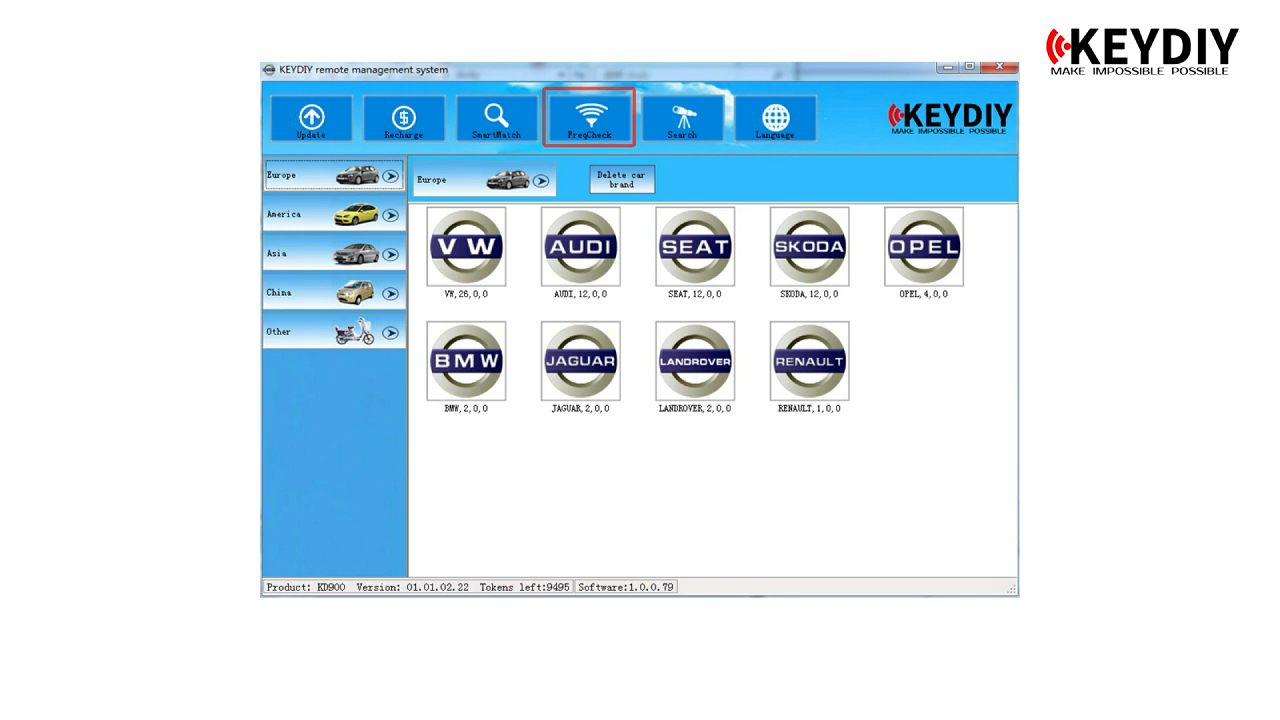 KEYDIY
MAKE IMPOSSIBLE POSSIBLE
KEYDIY remote management system
Update
Recharge
SmartMatch
FreqCheck
Search
Language
KEYDIY
MAKE IMPOSSIBLE POSSIBLE
Europe
America
Asia
China
Other
Europe
Delete car
brand
VW
AUDI
SEAT
SKODA
OPEL
VW,26,0,0
AUDI,12,0,0
SEAT,12,0,0
SKODA,12,0,0
OPEL,4,0,0
BMW
JAGUAR
LANDROVER
RENAULT
BMW,2,0,0
JAGUAR,2,0,0
LANDROVER,2,0,0
RENAULT,1,0,0
Product: KD900 Version: 01.01.02.22 Tokens left:9495 Software:1.0.0.79